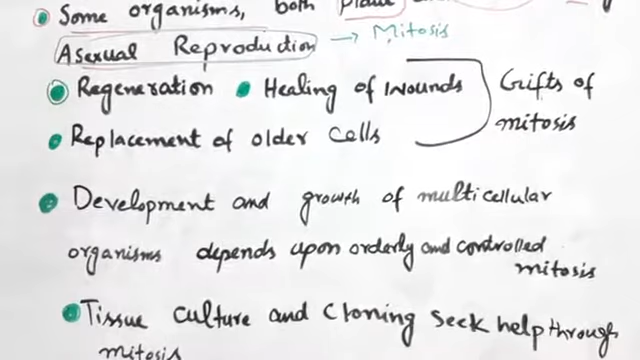 Some organisms, both
Asexual Reproduction → Mitosis
Regeneration Healing of Wounds
Replacement of older cells
Gifts of
mitosis
Development and growth of multicellular
organisms depends upon orderly and controlled
mitosis
Tissue culture and Cloning seek help through
mitosis